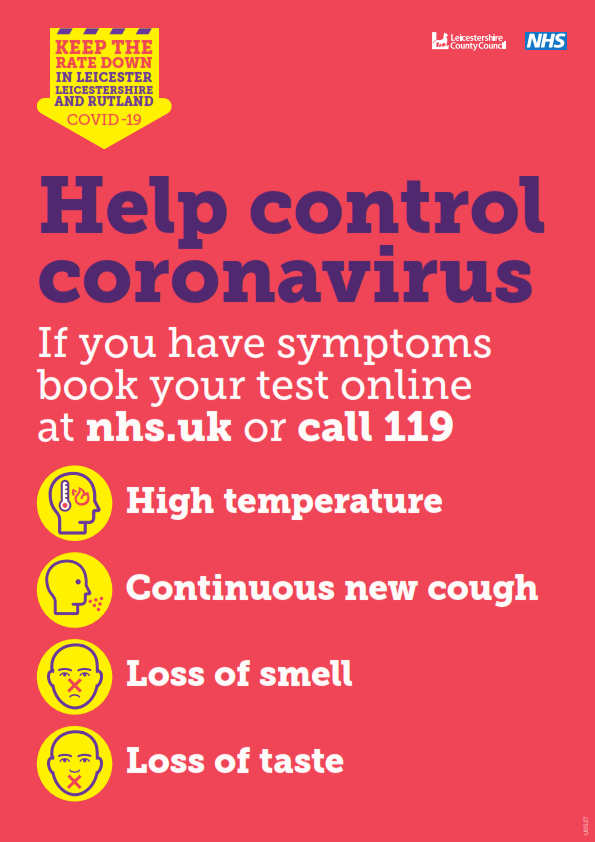 KEEP THE
RATE DOWN
IN LEICESTER
LEICESTERSHIRE
AND RUTLAND
COVID-19
Leicestershire
County Council
NHS
Help control
coronavirus
If you have symptoms
book your test online
at nhs.uk or call 119
High temperature
Continuous new cough
Loss of smell
Loss of taste
U0527